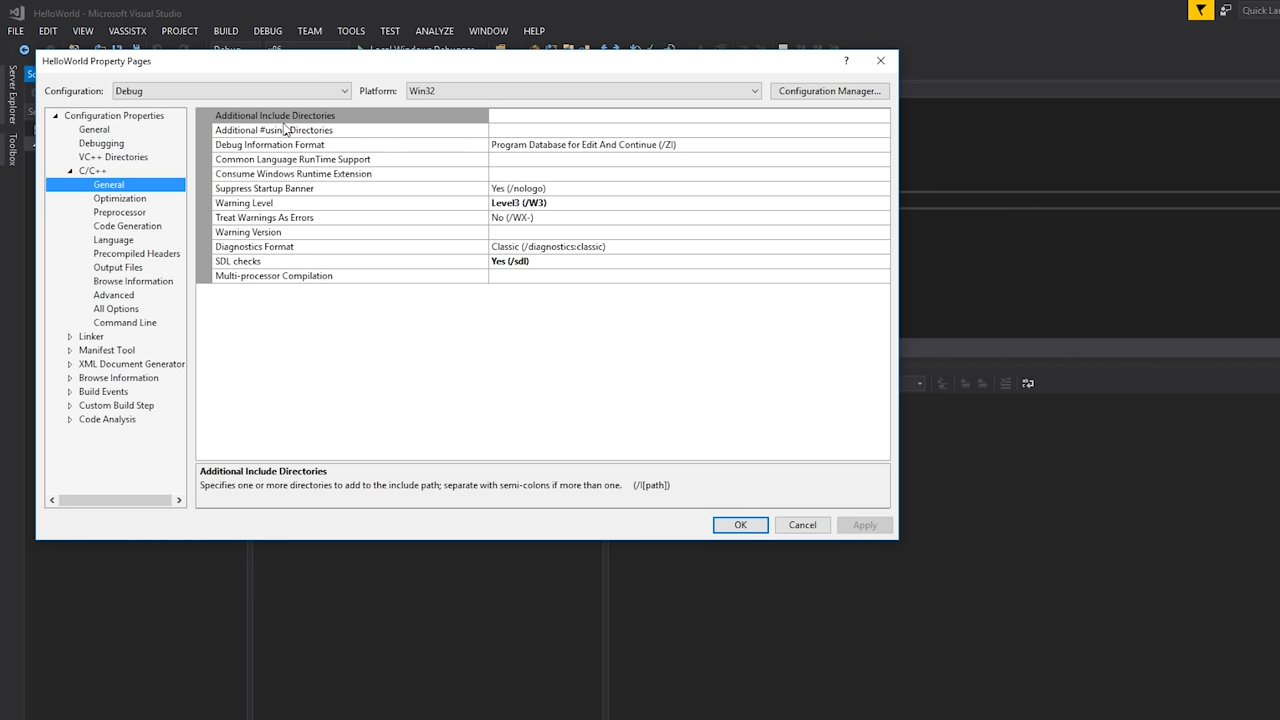 HelloWorld - Microsoft Visual Studio
Quick Lau
FILE EDIT VIEW VASSISTX PROJECT BUILD DEBUG TEAM TOOLS TEST ANALYZE WINDOW HELP
Server Explorer
Toolbox
HelloWorld Property Pages
? 
Configuration: Debug Platform: Win32 Configuration Manager...
Configuration Properties
General
Debugging
VC++ Directories
C/C++
General
Optimization
Preprocessor
Code Generation
Language
Precompiled Headers
Output Files
Browse Information
Advanced
All Options
Command Line
Linker
Manifest Tool
XML Document Generator
Browse Information
Build Events
Custom Build Step
Code Analysis
Additional Include Directories
Additional #using Directories
Debug Information Format Program Database for Edit And Continue (/ZI)
Common Language RunTime Support
Consume Windows Runtime Extension
Suppress Startup Banner Yes (/nologo)
Warning Level Level3 (/W3)
Treat Warnings As Errors No (/WX-)
Warning Version
Diagnostics Format Classic (/diagnostics:classic)
SDL checks Yes (/sdl)
Multi-processor Compilation
Additional Include Directories
Specifies one or more directories to add to the include path; separate with semi-colons if more than one. (/I[path])
OK Cancel Apply